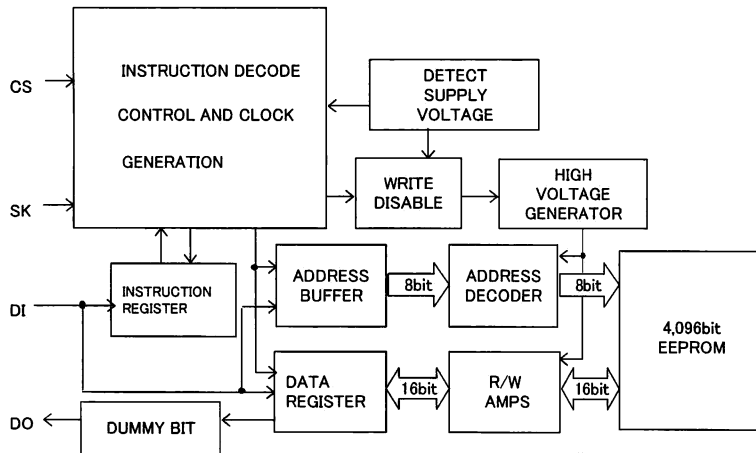 INSTRUCTION DECODE
CONTROL AND CLOCK
GENERATION
DETECT
SUPPLY
VOLTAGE
CS
SK
WRITE
DISABLE
HIGH
VOLTAGE
GENERATOR
INSTRUCTION
REGISTER
ADDRESS
BUFFER
8bit
ADDRESS
DECODER
8bit
4,096bit
EEPROM
DI
DATA
REGISTER
16bit
R/W
AMPS
16bit
DO
DUMMY BIT